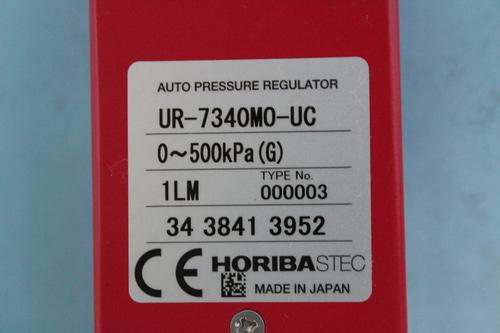 AUTO PRESSURE REGULATOR
UR-7340MO-UC
0～500kPa(G)
TYPE No.
1LM 000003
34 3841 3952
CE HORIBASTEC
MADE IN JAPAN